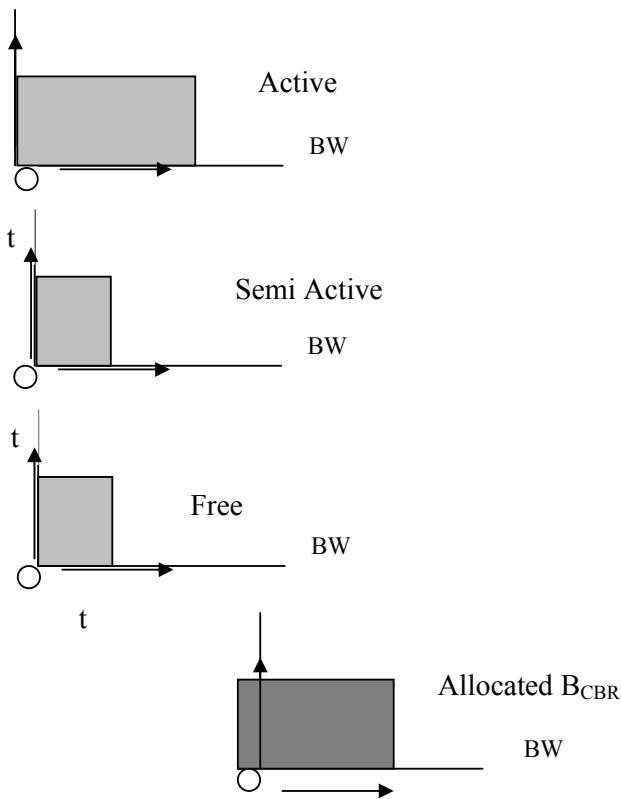 Active
BW
t
Semi Active
BW
t
Free
BW
t
Allocated B_CBR
BW